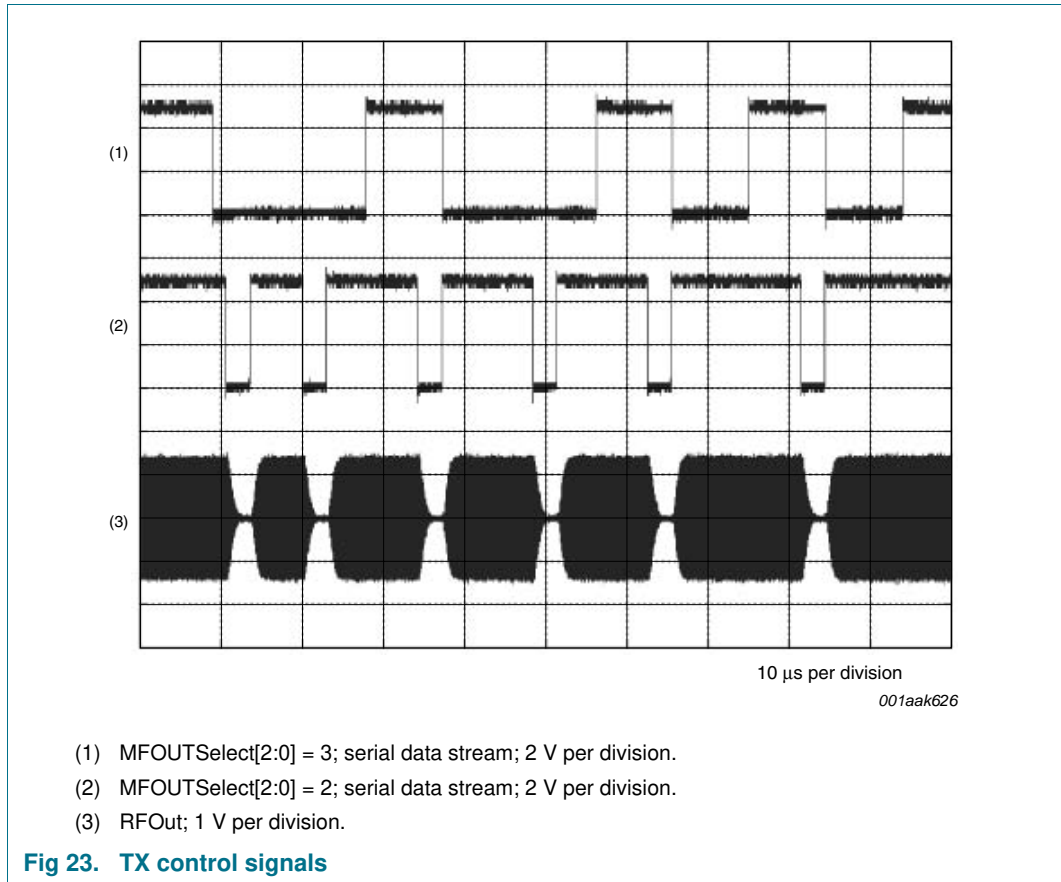 (1)
(2)
(3)
10 μs per division
001aak626
(1) MFOUTSelect[2:0] = 3; serial data stream; 2 V per division.
(2) MFOUTSelect[2:0] = 2; serial data stream; 2 V per division.
(3) RFOut; 1 V per division.
Fig 23. TX control signals